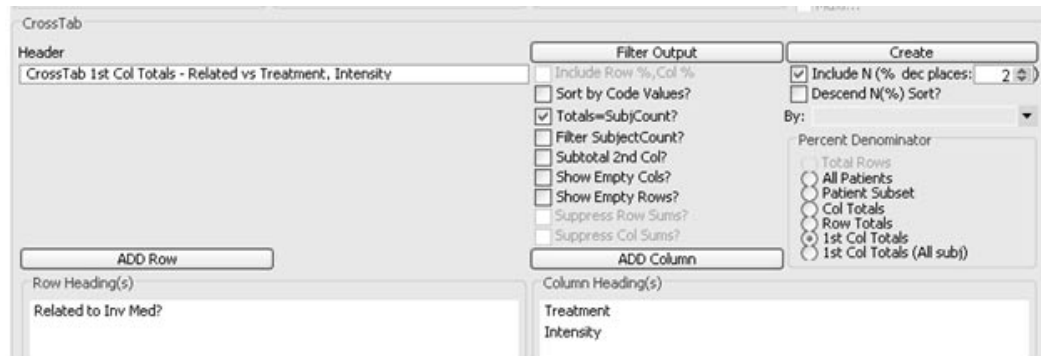 CrossTab
Header
CrossTab 1st Col Totals - Related vs Treatment, Intensity
Filter Output
Include Row %,Col %
Sort by Code Values?
Totals=SubjCount?
Filter SubjectCount?
Subtotal 2nd Col?
Show Empty Cols?
Show Empty Rows?
Suppress Row Sums?
Suppress Col Sums?
Create
Include N (% dec places: 2 )
Descend N(%) Sort?
By:
Percent Denominator
Total Rows
All Patients
Patient Subset
Col Totals
Row Totals
1st Col Totals
1st Col Totals (All subj)
ADD Row
ADD Column
Row Heading(s)
Related to Inv Med?
Column Heading(s)
Treatment
Intensity